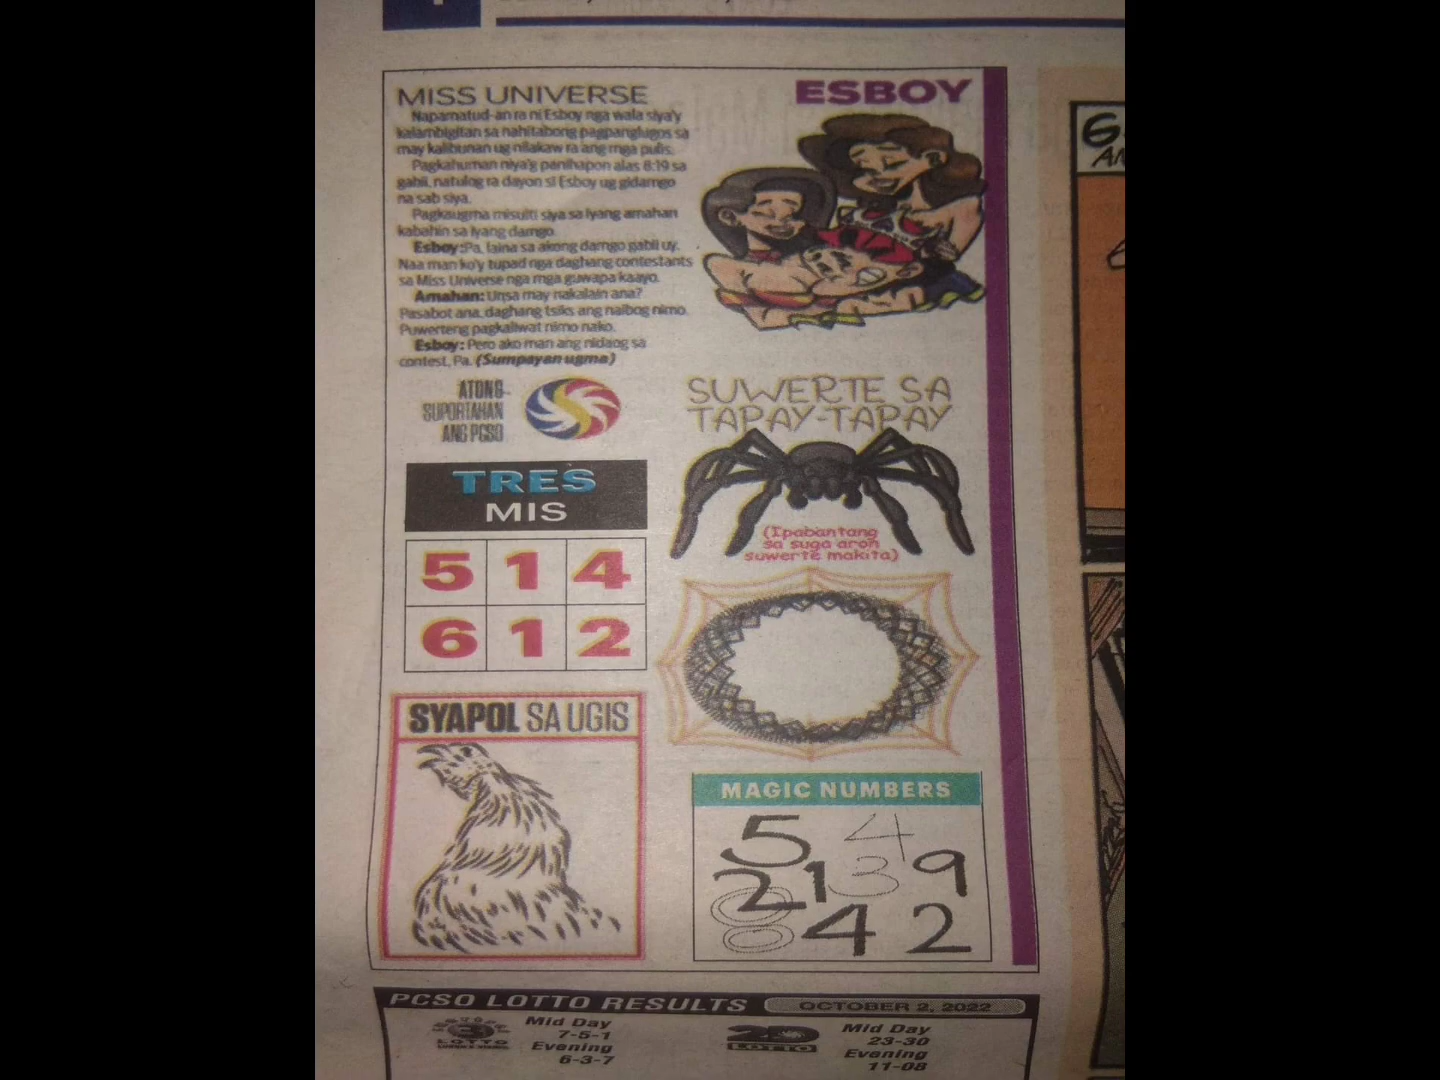 MISS UNIVERSE
Napamatud-an ra ni Esboy nga wala siya'y
kalambigitan sa nahitabong pagpanglugos sa
may kalibunan ug nilakaw ra ang mga pulis.
Pagkahuman niya'g panihapon alas 8:19 sa
gabii, natulog ra dayon si Esboy ug gidamgo
na sab siya.
Pagkaugma misulti siya sa iyang amahan
kabahin sa iyang damgo.
Esboy: Pa, laina sa akong damgo gabii uy.
Naa man ko'y tupad nga daghang contestants
sa Miss Universe nga mga guwapa kaayo.
Amahan: Unsa may nakalain ana?
Pasabot ana, daghang tsiks ang naibog nimo.
Puwerteng pagkaliwat nimo nako.
Esboy: Pero ako man ang nidaog sa
contest, Pa. (Sumpayan ugma)
ESBOY
ATONG
SUPORTAHAN
ANG PCSO
TRES
MIS
5 1 4
6 1 2
SYAPOL SA UGIS
SUWERTE SA
TAPAY-TAPAY
(Ipabantang
sa suga aron
suwerte makita)
MAGIC NUMBERS
5 4
2 1 3 9
8 4 2
PCSO LOTTO RESULTS OCTOBER 2, 2022
LOTTO
Mid Day
7-5-1
Evening
6-3-7
2D
LOTTO
Mid Day
23-30
Evening
11-08